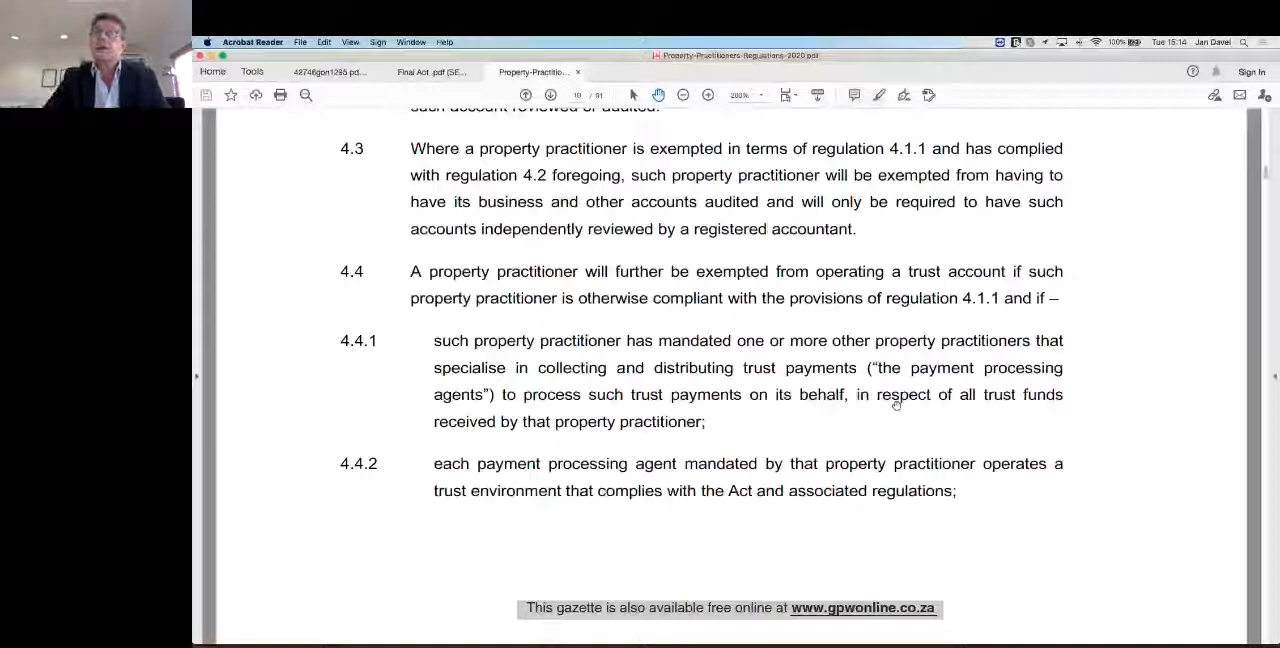 Acrobat Reader File Edit View Sign Window Help
100% Tue 15:14 Jan Davel
Property-Practitioners-Regulations-2020.pdf
Home Tools 42746gon1295 pd... Final Act .pdf (SE... Property-Practitio... × Sign In
/ 91 200%
such account reviewed or audited.
4.3 Where a property practitioner is exempted in terms of regulation 4.1.1 and has complied
with regulation 4.2 foregoing, such property practitioner will be exempted from having to
have its business and other accounts audited and will only be required to have such
accounts independently reviewed by a registered accountant.
4.4 A property practitioner will further be exempted from operating a trust account if such
property practitioner is otherwise compliant with the provisions of regulation 4.1.1 and if –
4.4.1 such property practitioner has mandated one or more other property practitioners that
specialise in collecting and distributing trust payments (“the payment processing
agents”) to process such trust payments on its behalf, in respect of all trust funds
received by that property practitioner;
4.4.2 each payment processing agent mandated by that property practitioner operates a
trust environment that complies with the Act and associated regulations;
This gazette is also available free online at www.gpwonline.co.za